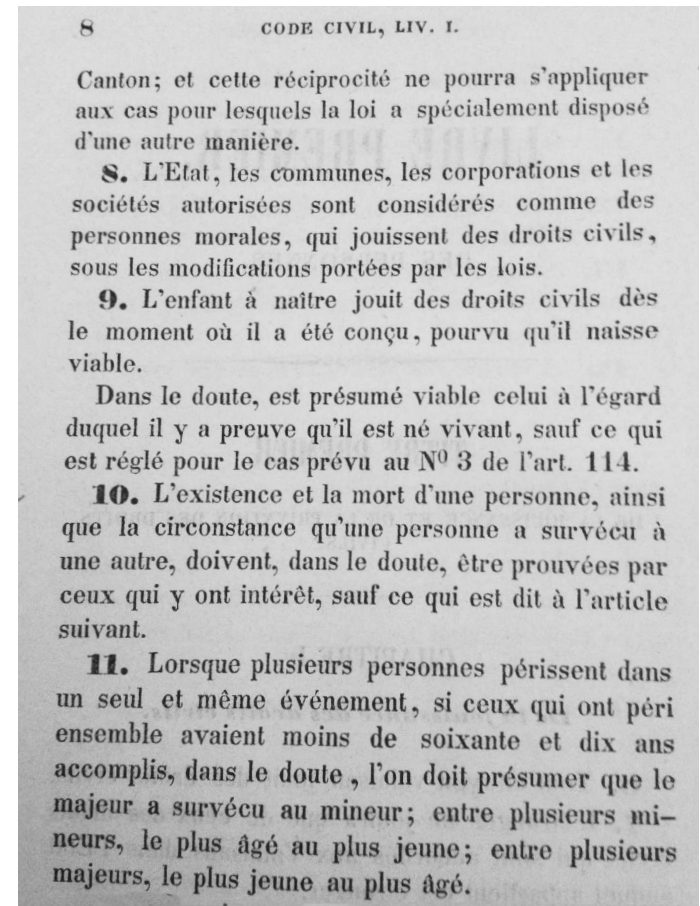 8 CODE CIVIL, LIV. I.
Canton; et cette réciprocité ne pourra s'appliquer
aux cas pour lesquels la loi a spécialement disposé
d'une autre manière.
8. L'Etat, les communes, les corporations et les
sociétés autorisées sont considérés comme des
personnes morales, qui jouissent des droits civils,
sous les modifications portées par les lois.
9. L'enfant à naître jouit des droits civils dès
le moment où il a été conçu, pourvu qu'il naisse
viable.
Dans le doute, est présumé viable celui à l'égard
duquel il y a preuve qu'il est né vivant, sauf ce qui
est réglé pour le cas prévu au Nº 3 de l'art. 114.
10. L'existence et la mort d'une personne, ainsi
que la circonstance qu'une personne a survécu à
une autre, doivent, dans le doute, être prouvées par
ceux qui y ont intérêt, sauf ce qui est dit à l'article
suivant.
11. Lorsque plusieurs personnes périssent dans
un seul et même événement, si ceux qui ont péri
ensemble avaient moins de soixante et dix ans
accomplis, dans le doute, l'on doit présumer que le
majeur a survécu au mineur; entre plusieurs mi-
neurs, le plus âgé au plus jeune; entre plusieurs
majeurs, le plus jeune au plus âgé.